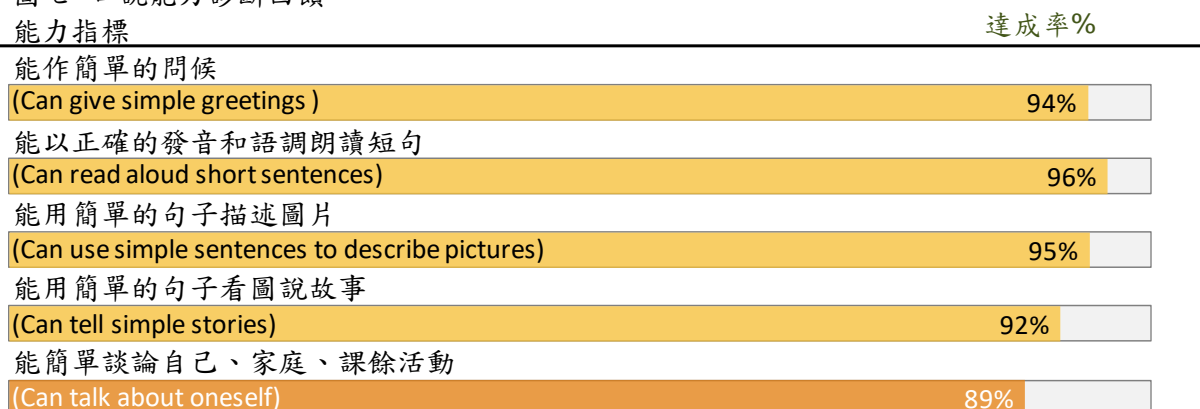 能力指標 達成率%
能作簡單的問候
(Can give simple greetings ) 94%
能以正確的發音和語調朗讀短句
(Can read aloud short sentences) 96%
能用簡單的句子描述圖片
(Can use simple sentences to describe pictures) 95%
能用簡單的句子看圖說故事
(Can tell simple stories) 92%
能簡單談論自己、家庭、課餘活動
(Can talk about oneself) 89%